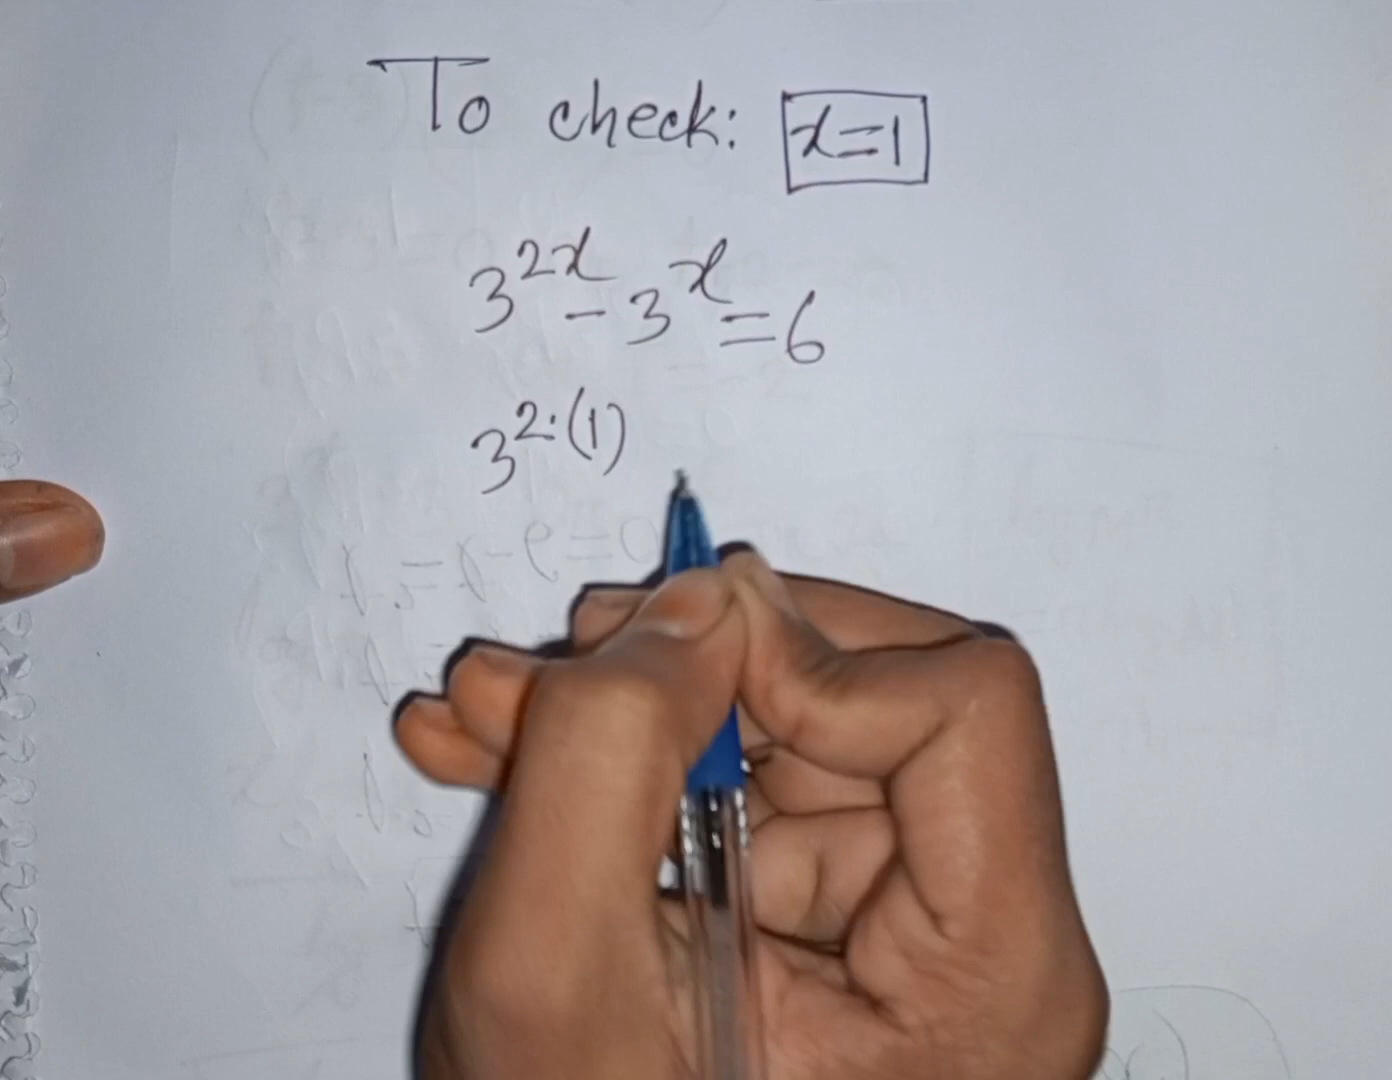 To check: x=1
3^{2x} - 3^x = 6
3^{2·(1)}